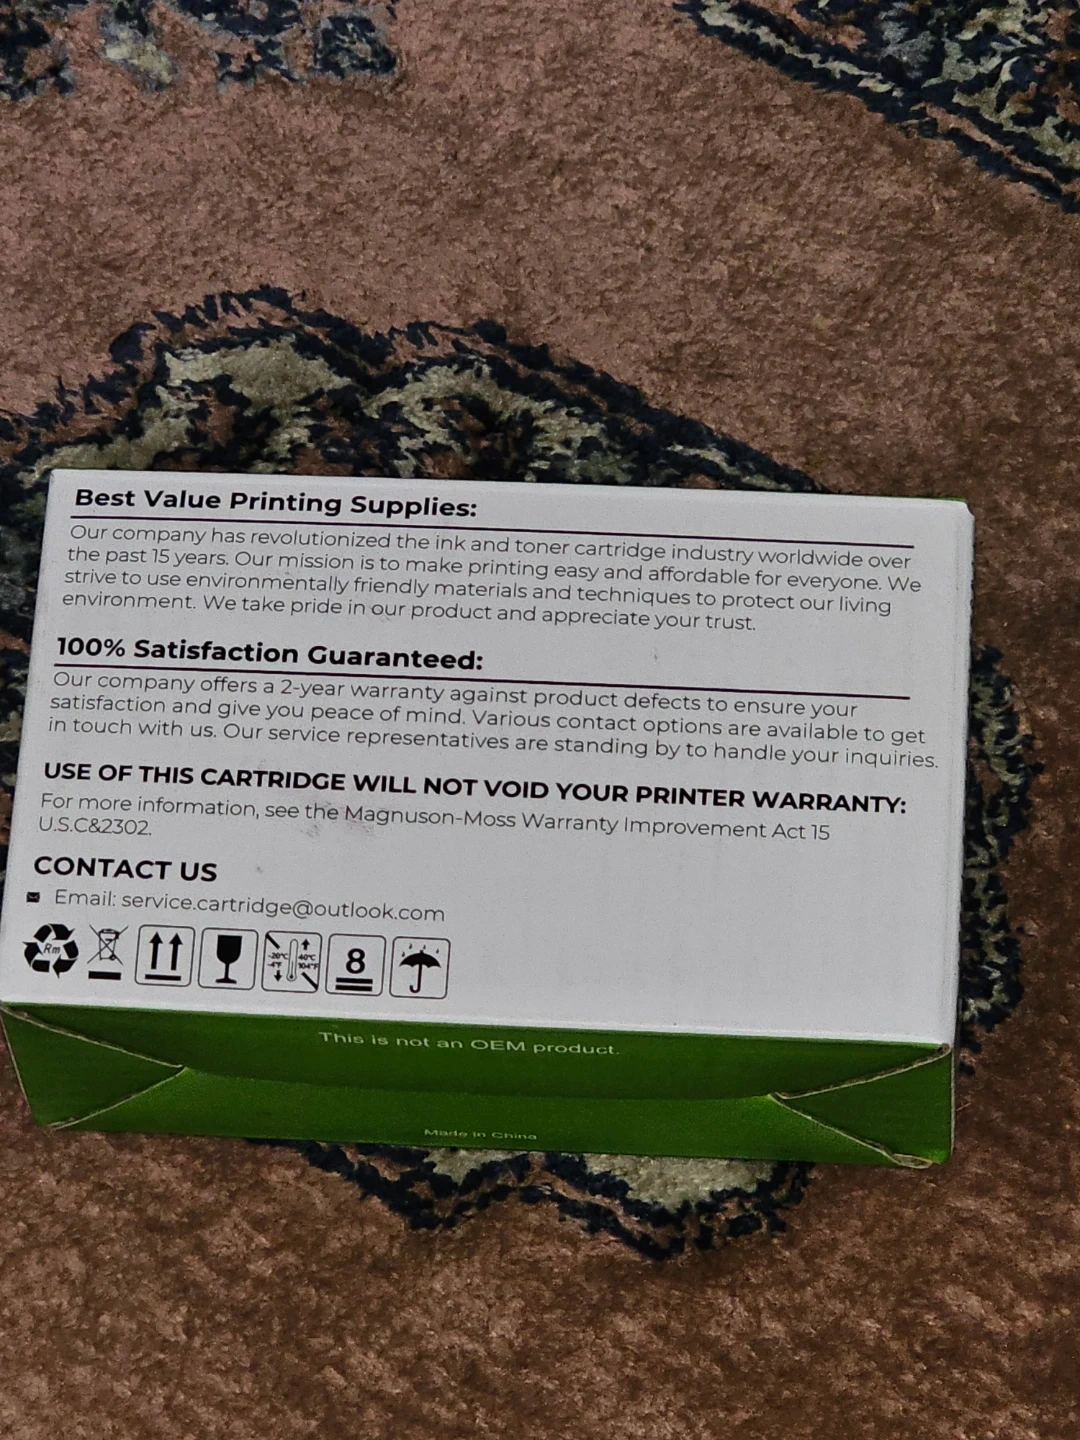 Best Value Printing Supplies:
Our company has revolutionized the ink and toner cartridge industry worldwide over
the past 15 years. Our mission is to make printing easy and affordable for everyone. We
strive to use environmentally friendly materials and techniques to protect our living
environment. We take pride in our product and appreciate your trust.
100% Satisfaction Guaranteed:
Our company offers a 2-year warranty against product defects to ensure your
satisfaction and give you peace of mind. Various contact options are available to get
in touch with us. Our service representatives are standing by to handle your inquiries.
USE OF THIS CARTRIDGE WILL NOT VOID YOUR PRINTER WARRANTY:
For more information, see the Magnuson-Moss Warranty Improvement Act 15
U.S.C&2302.
CONTACT US
Email: service.cartridge@outlook.com
Rm
-20°C 40°C
-4°F 104°F
8
This is not an OEM product.
Made in China